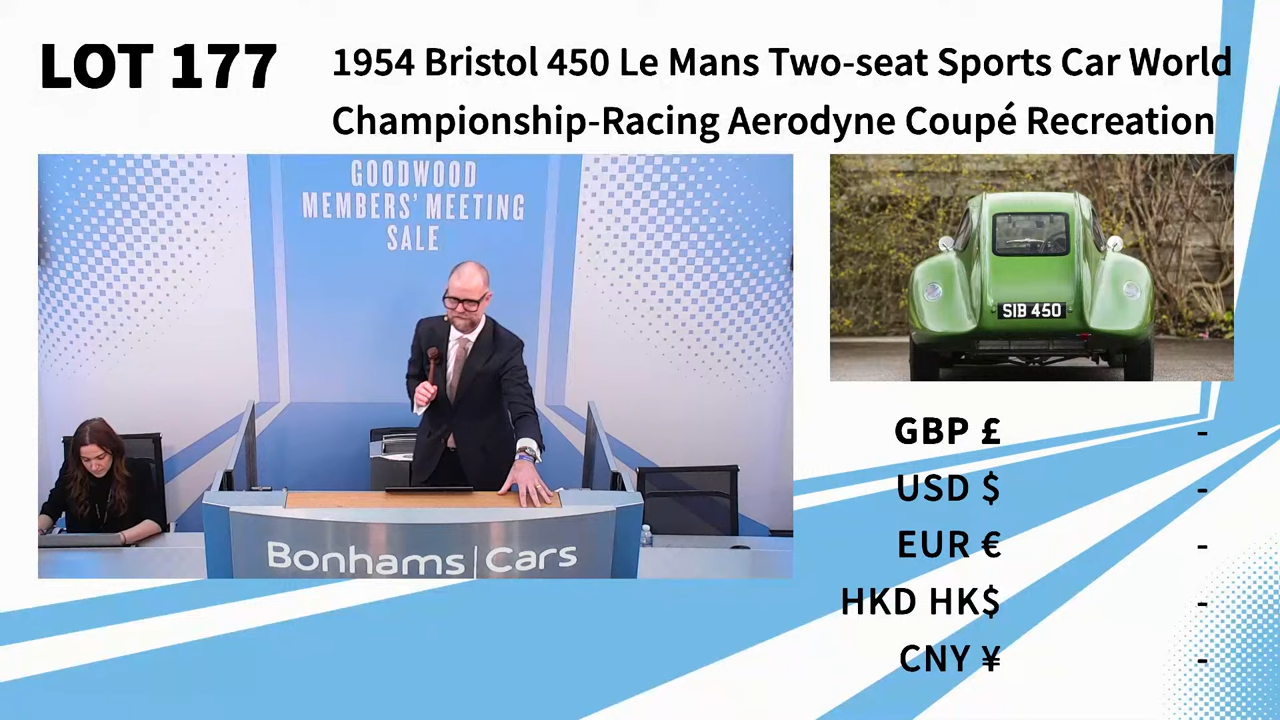 LOT 177
1954 Bristol 450 Le Mans Two-seat Sports Car World
Championship-Racing Aerodyne Coupé Recreation
GOODWOOD
MEMBERS' MEETING
SALE
Bonhams|Cars
SIB 450
GBP £ -
USD $ -
EUR € -
HKD HK$ -
CNY ¥ -